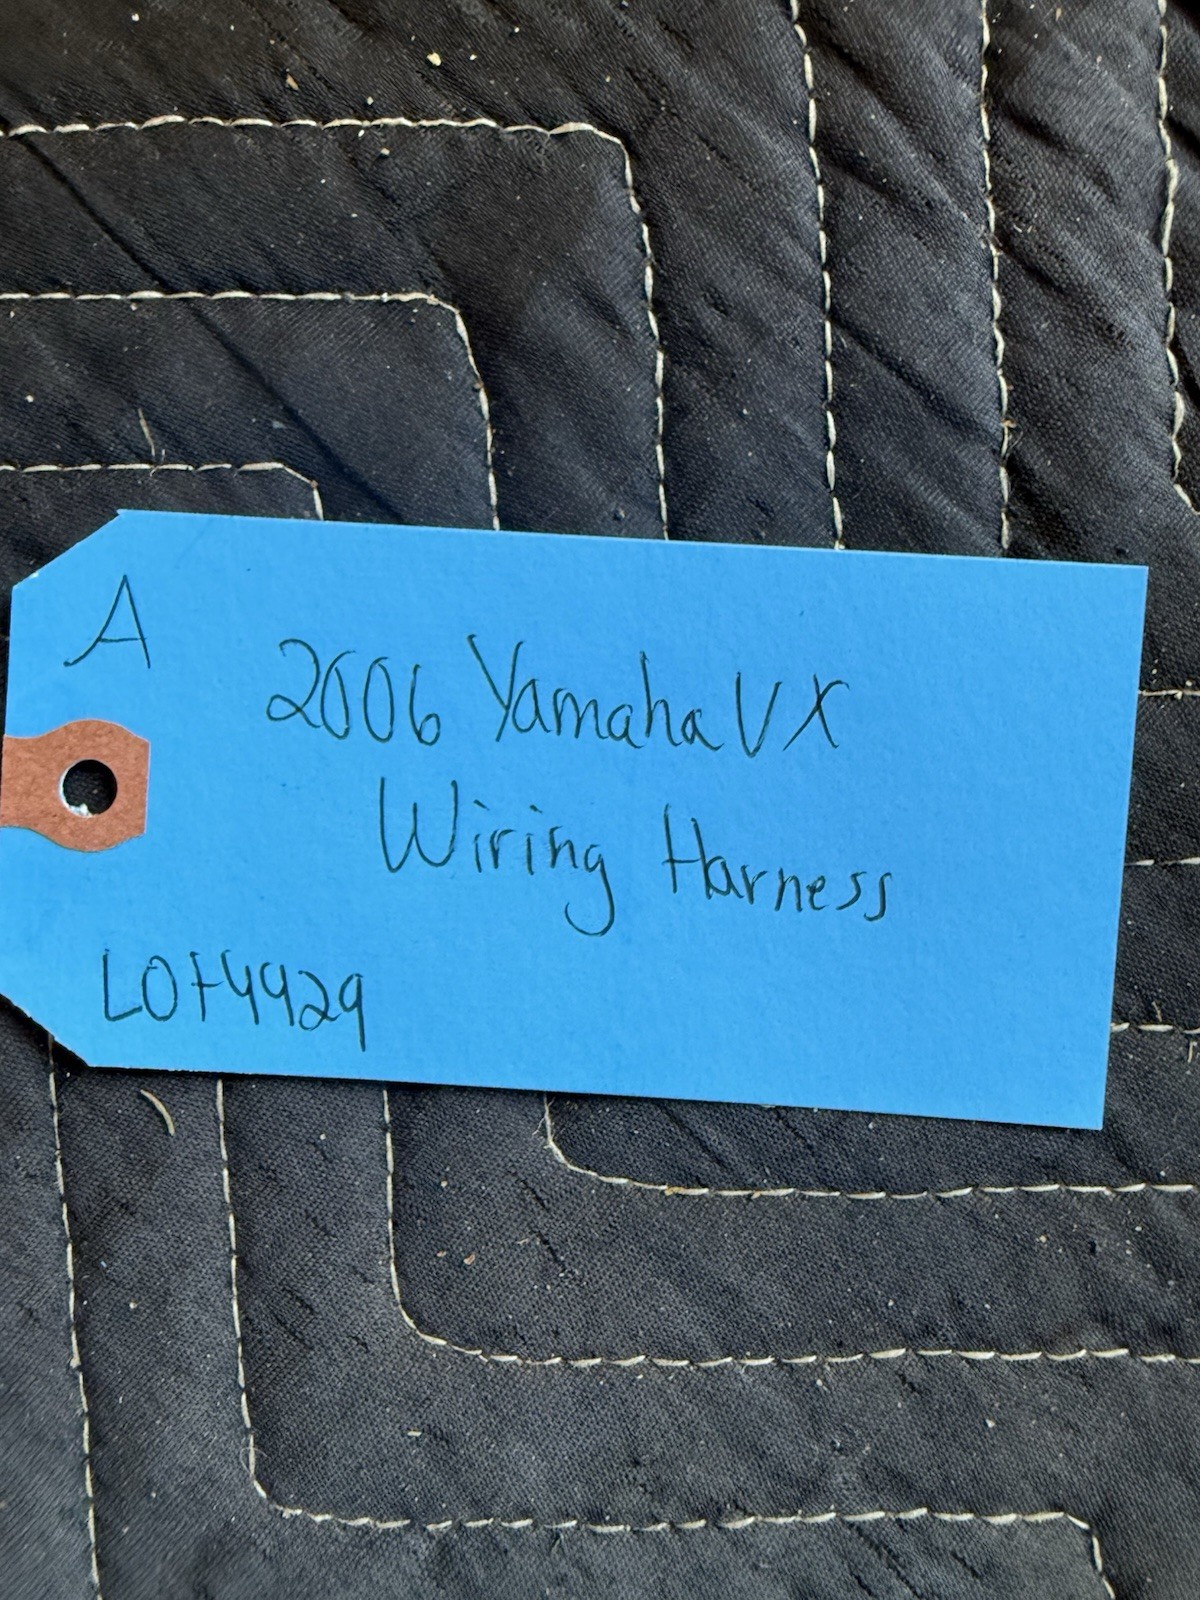 A
2006 Yamaha VX
Wiring Harness
LOt4929